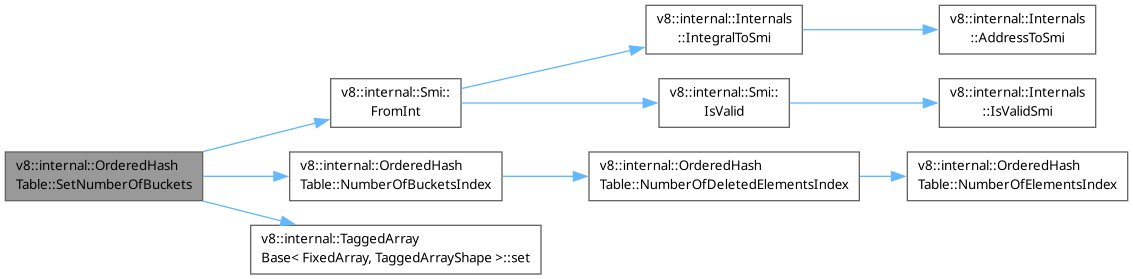 v8::internal::Internals
::IntegralToSmi
v8::internal::Internals
::AddressToSmi
v8::internal::Smi::
FromInt
v8::internal::Smi::
IsValid
v8::internal::Internals
::IsValidSmi
v8::internal::OrderedHash
Table::SetNumberOfBuckets
v8::internal::OrderedHash
Table::NumberOfBucketsIndex
v8::internal::OrderedHash
Table::NumberOfDeletedElementsIndex
v8::internal::OrderedHash
Table::NumberOfElementsIndex
v8::internal::TaggedArray
Base< FixedArray, TaggedArrayShape >::set